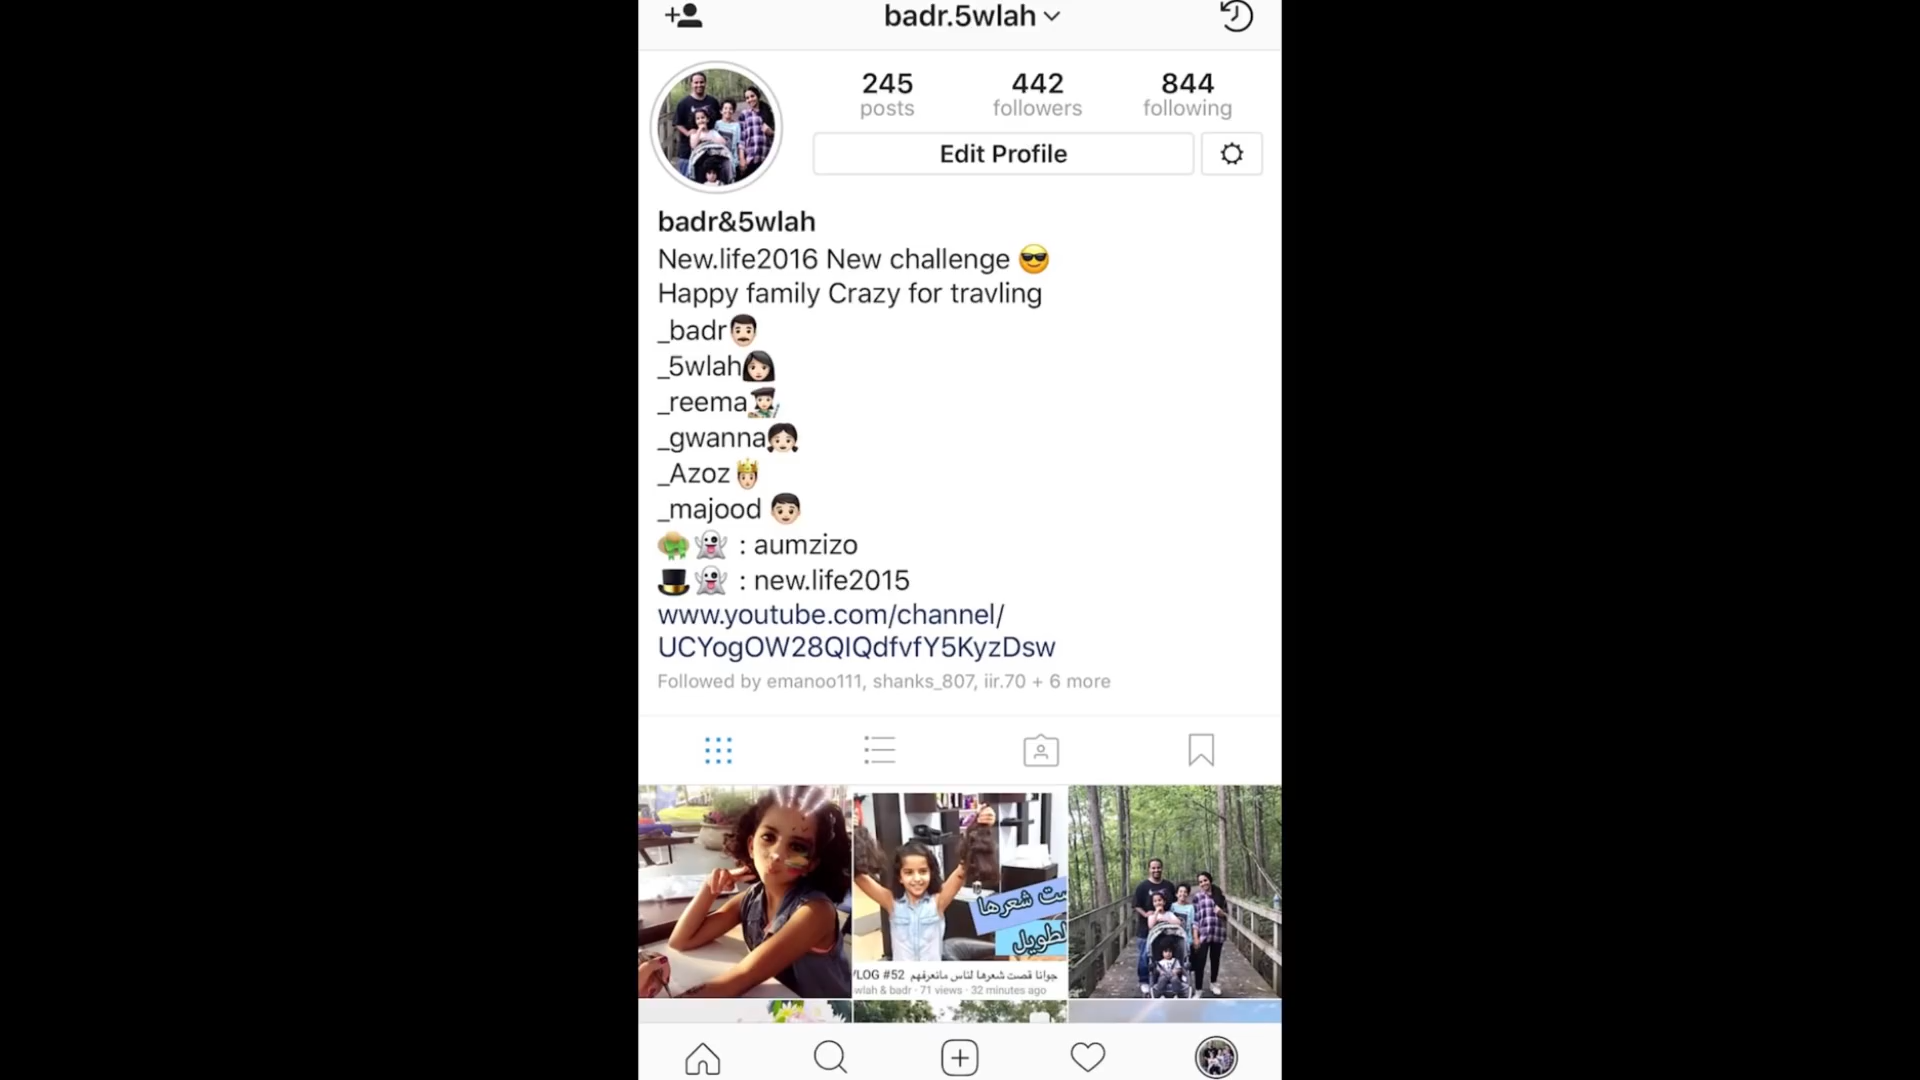 badr.5wlah
245 442 844
posts followers following
Edit Profile
badr&5wlah
New.life2016 New challenge 😎
Happy family Crazy for travling
_badr👨🏻
_5wlah👩🏻
_reema👩🏻‍🎨
_gwanna👧🏻
_Azoz🤴🏻
_majood 👦🏻
👒👻 : aumzizo
🎩👻 : new.life2015
www.youtube.com/channel/
UCYogOW28QIQdfvfY5KyzDsw
Followed by emanoo111, shanks_807, iir.70 + 6 more
شعرها
VLOG #52 جوانا قصت شعرها لناس مانعرفهم
wlah & badr · 71 views · 32 minutes ago